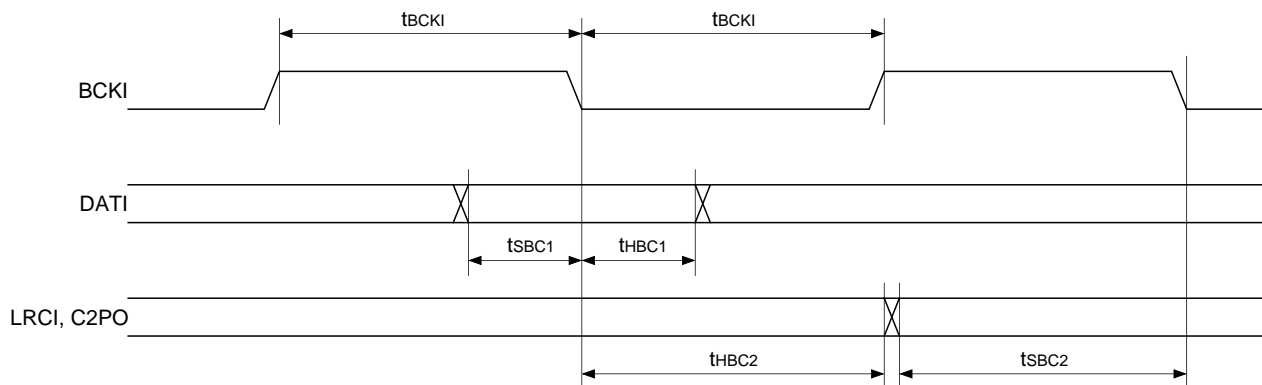 tBCKI tBCKI
BCKI
DATI
tSBC1 tHBC1
LRCI, C2PO
tHBC2 tSBC2